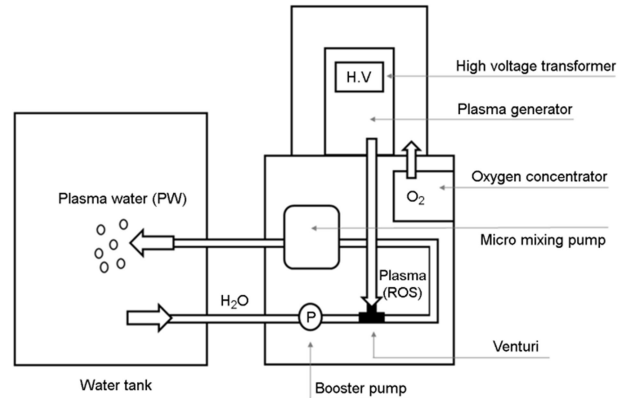 H.V
High voltage transformer
Plasma generator
Oxygen concentrator
O₂
Plasma water (PW)
Micro mixing pump
Plasma
(ROS)
H₂O
P
Venturi
Water tank
Booster pump